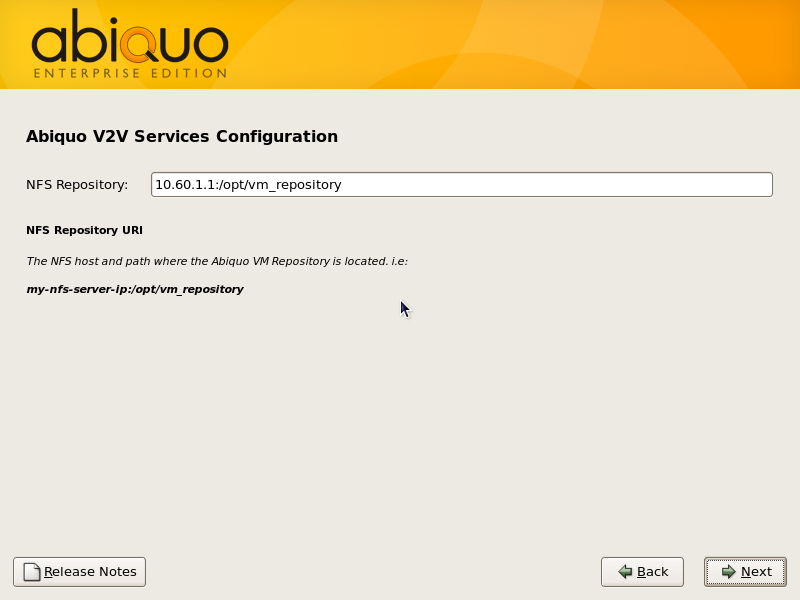 abiquo
ENTERPRISE EDITION
Abiquo V2V Services Configuration
NFS Repository: 10.60.1.1:/opt/vm_repository
NFS Repository URI
The NFS host and path where the Abiquo VM Repository is located. i.e:
my-nfs-server-ip:/opt/vm_repository
Release Notes Back Next